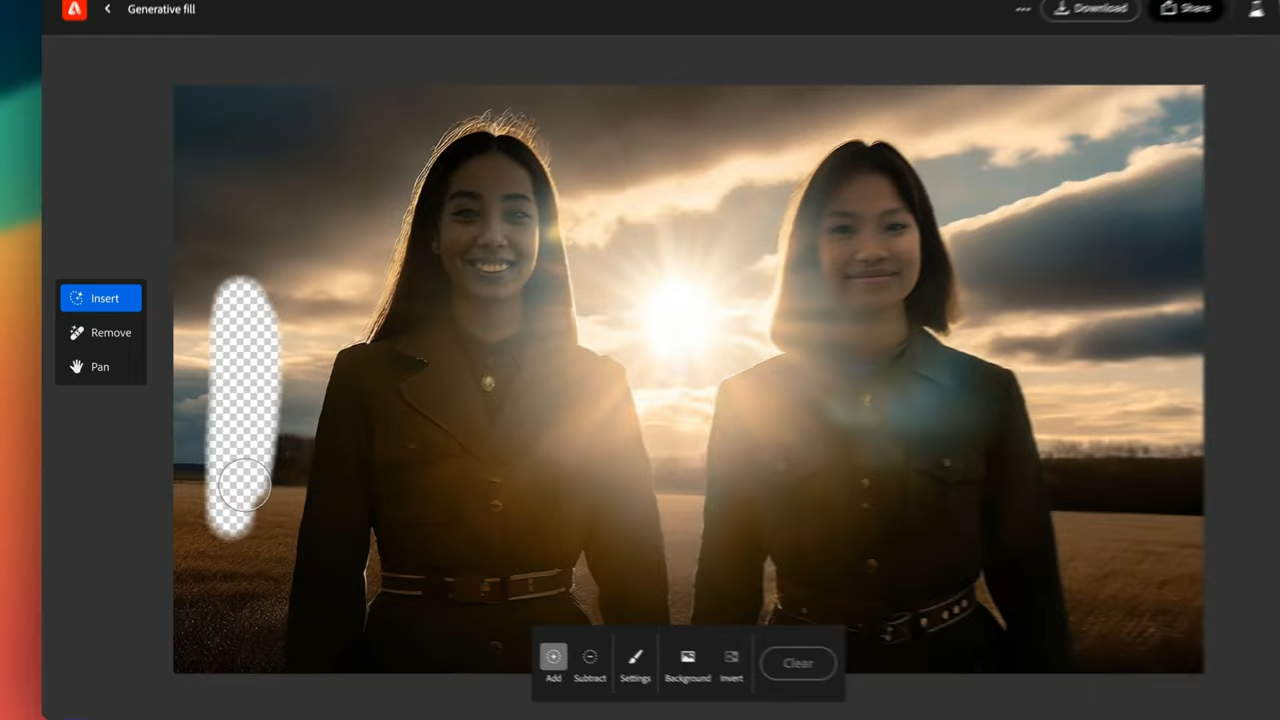 Generative fill
Download
Share
Insert
Remove
Pan
Add
Subtract
Settings
Background
Invert
Clear